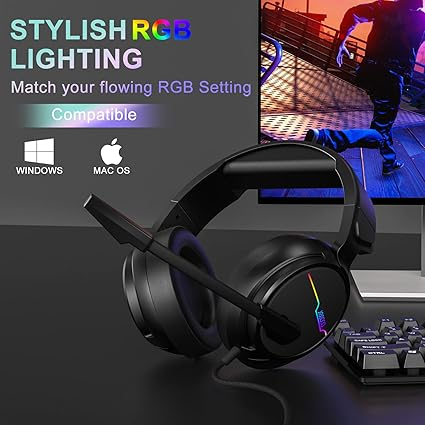 STYLISH RGB
LIGHTING
Match your flowing RGB Setting
Compatible
WINDOWS
MAC OS